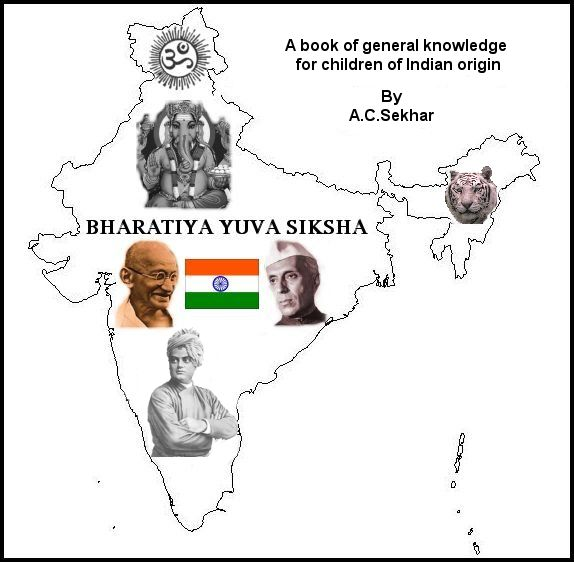 ॐ
A book of general knowledge
for children of Indian origin
By
A.C.Sekhar
BHARATIYA YUVA SIKSHA